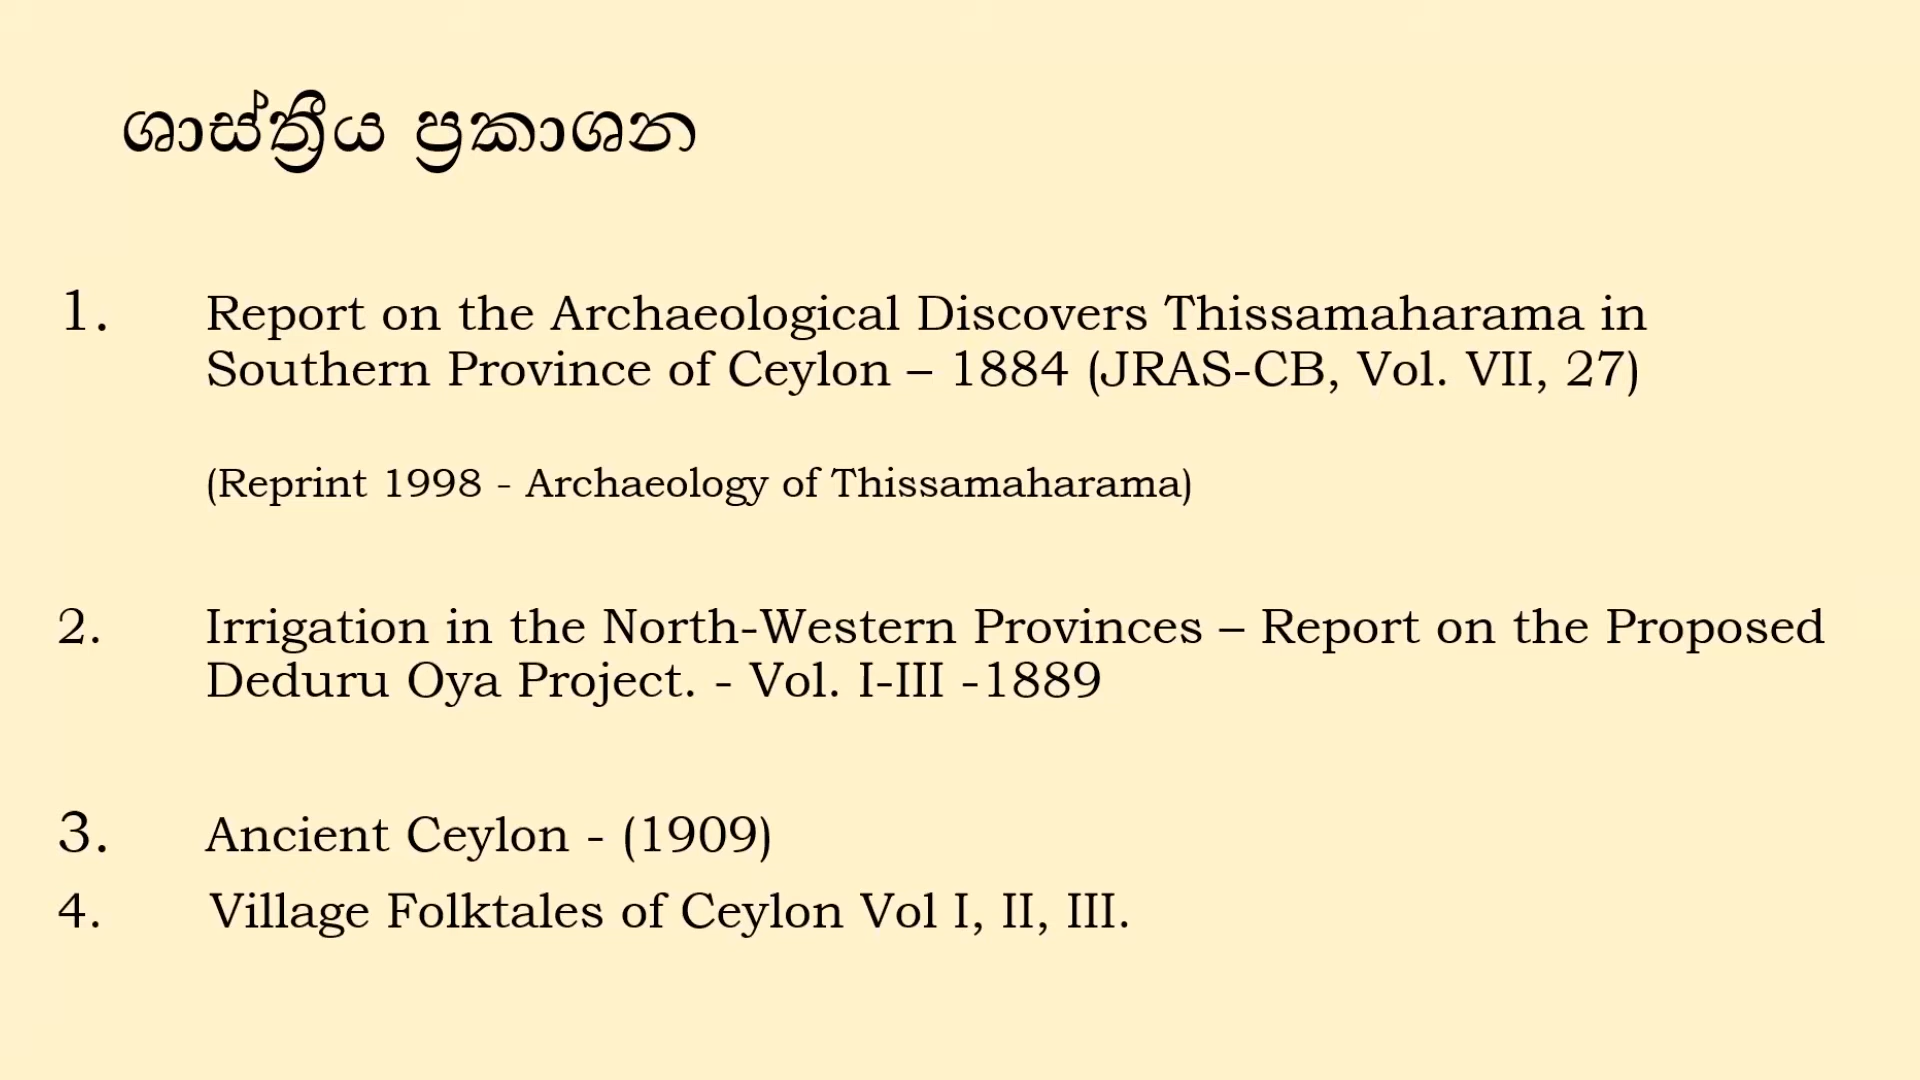 ශාස්ත්‍රීය ප්‍රකාශන
1. Report on the Archaeological Discovers Thissamaharama in
Southern Province of Ceylon – 1884 (JRAS-CB, Vol. VII, 27)
(Reprint 1998 - Archaeology of Thissamaharama)
2. Irrigation in the North-Western Provinces – Report on the Proposed
Deduru Oya Project. - Vol. I-III -1889
3. Ancient Ceylon - (1909)
4. Village Folktales of Ceylon Vol I, II, III.